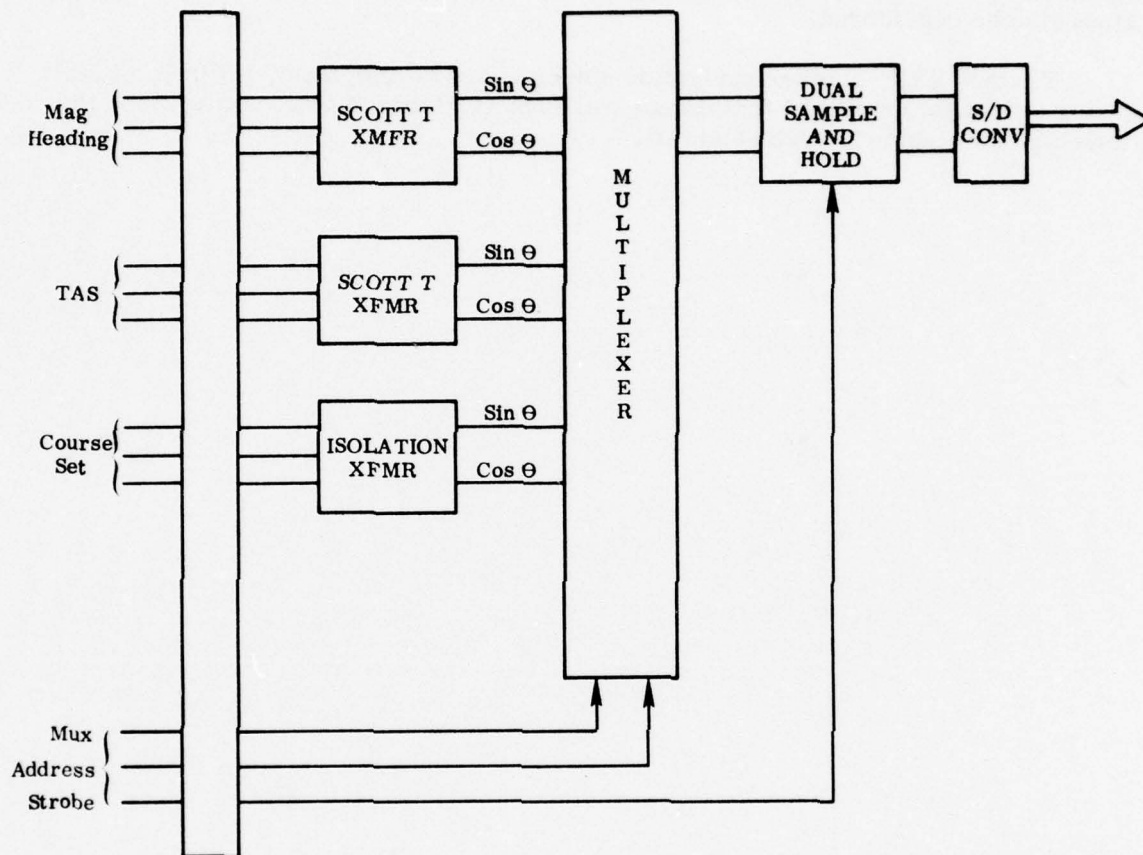 Mag
Heading
SCOTT T
XMFR
Sin Θ
Cos Θ
TAS
SCOTT T
XFMR
Sin Θ
Cos Θ
Course
Set
ISOLATION
XFMR
Sin Θ
Cos Θ
MULTIPLEXER
DUAL
SAMPLE
AND
HOLD
S/D
CONV
Mux
Address
Strobe